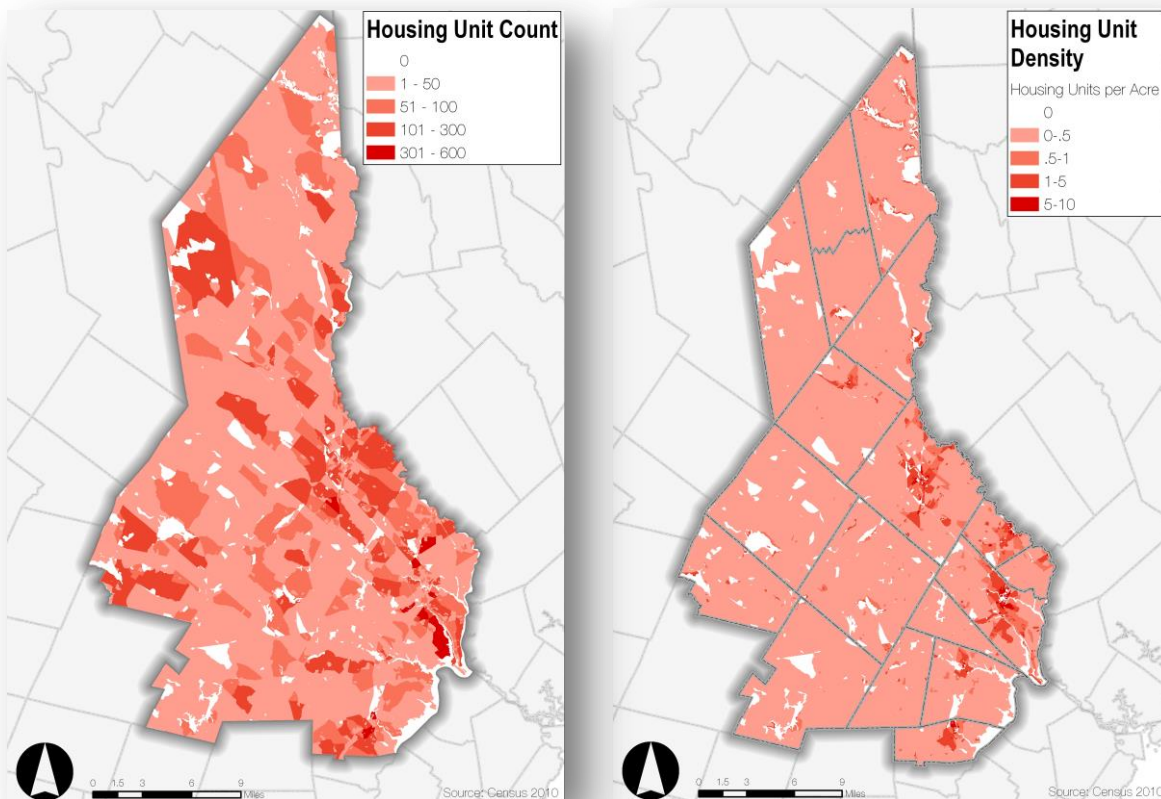 Housing Unit Count
0
1 - 50
51 - 100
101 - 300
301 - 600
0 1.5 3 6 9
Miles
Source: Census 2010
Housing Unit
Density
Housing Units per Acre
0
0-.5
.5-1
1-5
5-10
0 1.5 3 6 9
Miles
Source: Census 2010